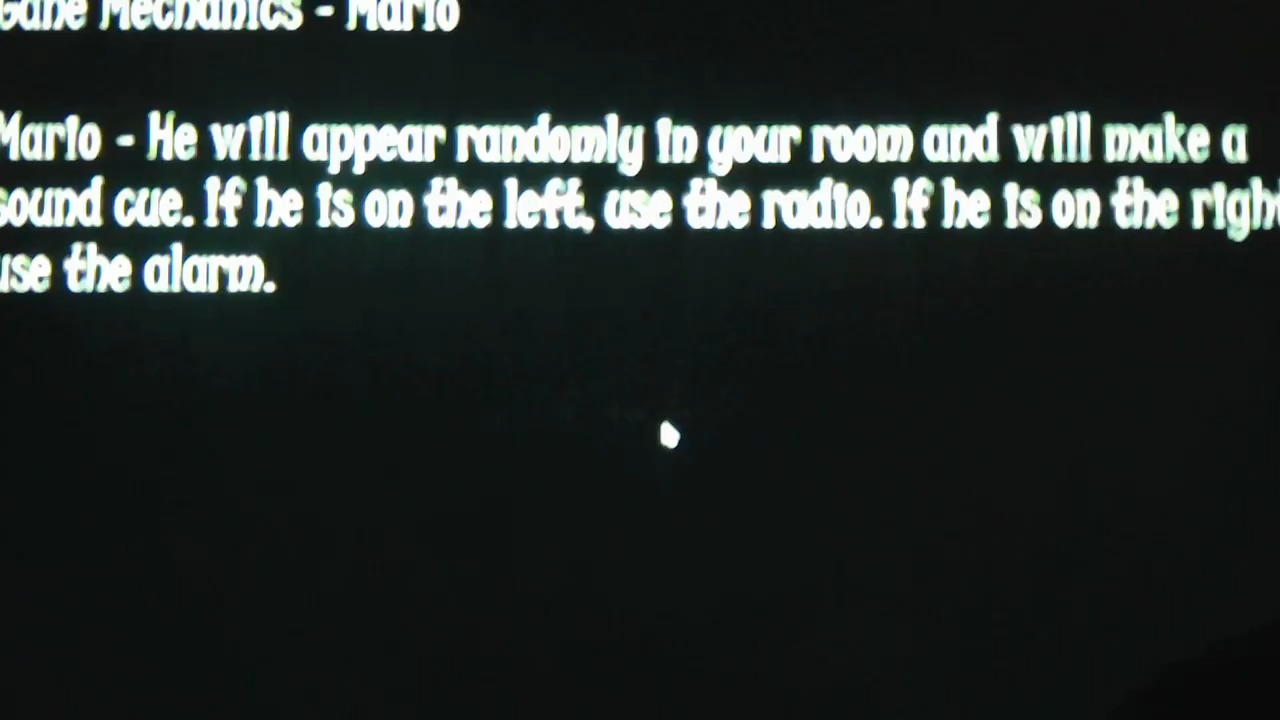 Game Mechanics - Mario
Mario - He will appear randomly in your room and will make a
sound cue. If he is on the left, use the radio. If he is on the right
use the alarm.